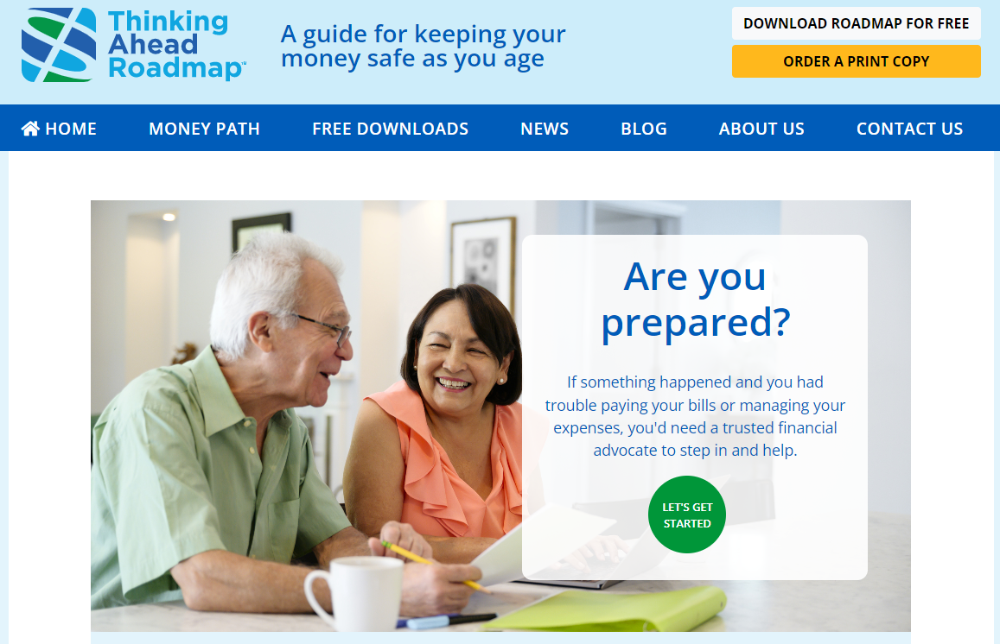 Thinking
Ahead
Roadmap™
A guide for keeping your
money safe as you age
DOWNLOAD ROADMAP FOR FREE
ORDER A PRINT COPY
HOME MONEY PATH FREE DOWNLOADS NEWS BLOG ABOUT US CONTACT US
Are you
prepared?
If something happened and you had
trouble paying your bills or managing your
expenses, you'd need a trusted financial
advocate to step in and help.
LET'S GET
STARTED